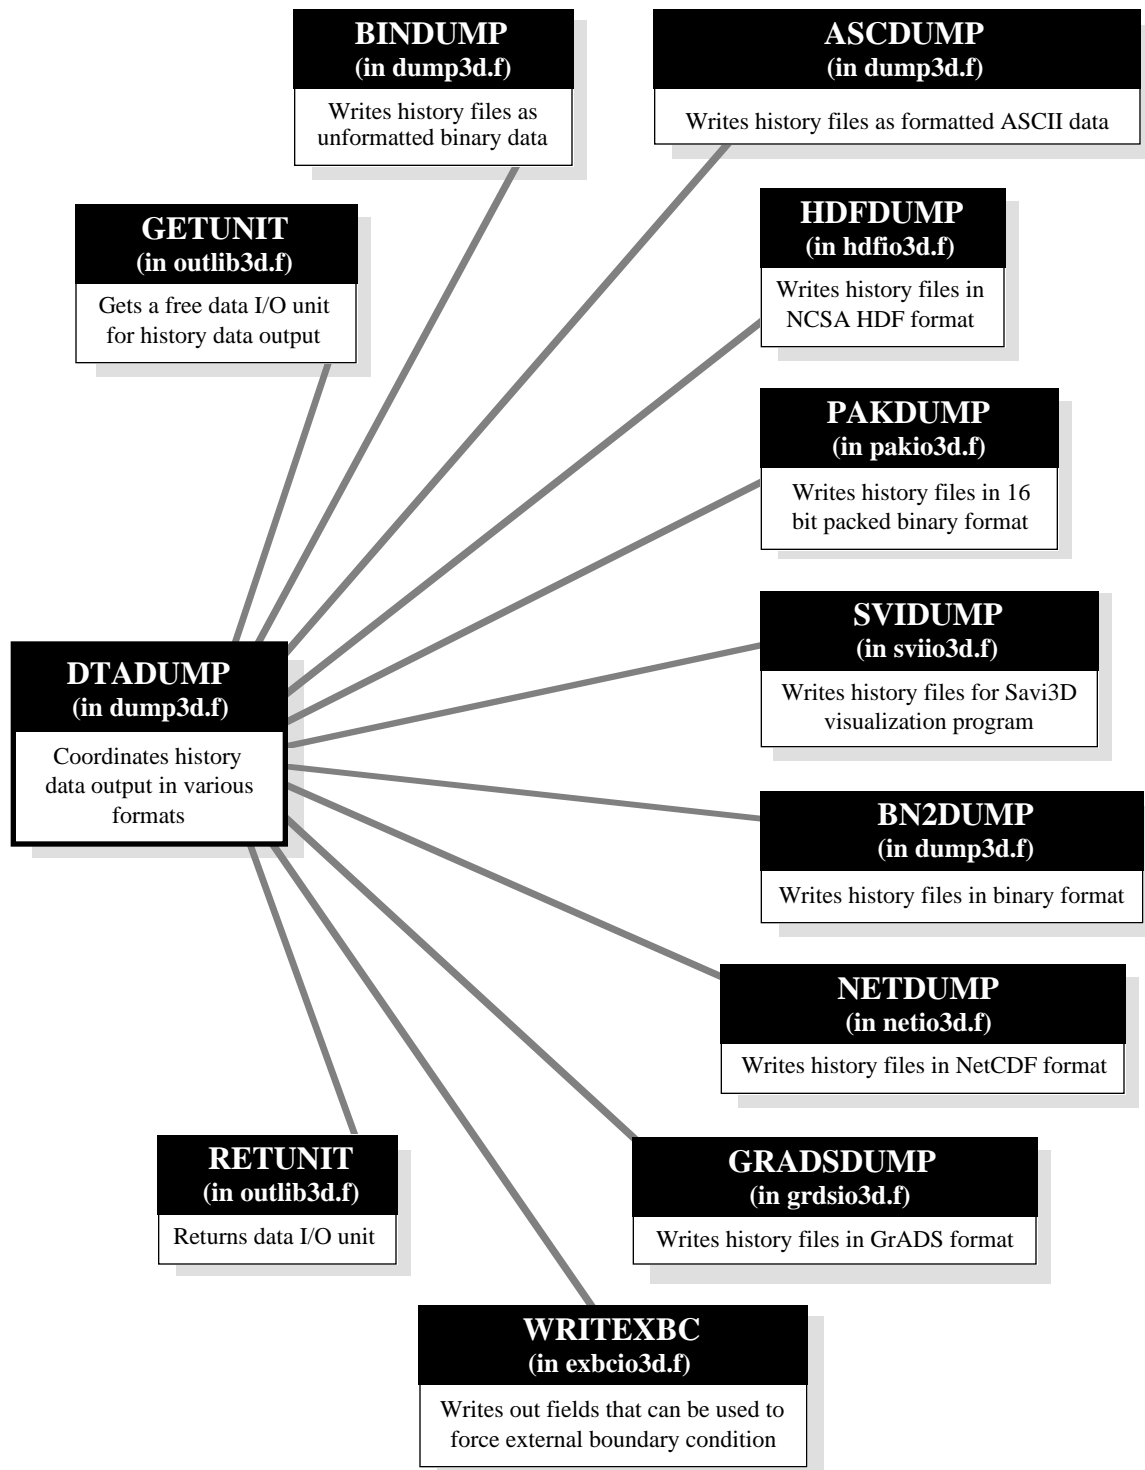 BINDUMP
(in dump3d.f)
Writes history files as
unformatted binary data
ASCDUMP
(in dump3d.f)
Writes history files as formatted ASCII data
GETUNIT
(in outlib3d.f)
Gets a free data I/O unit
for history data output
HDFDUMP
(in hdfio3d.f)
Writes history files in
NCSA HDF format
PAKDUMP
(in pakio3d.f)
Writes history files in 16
bit packed binary format
SVIDUMP
(in sviio3d.f)
Writes history files for Savi3D
visualization program
DTADUMP
(in dump3d.f)
Coordinates history
data output in various
formats
BN2DUMP
(in dump3d.f)
Writes history files in binary format
NETDUMP
(in netio3d.f)
Writes history files in NetCDF format
RETUNIT
(in outlib3d.f)
Returns data I/O unit
GRADSDUMP
(in grdsio3d.f)
Writes history files in GrADS format
WRITEXBC
(in exbcio3d.f)
Writes out fields that can be used to
force external boundary condition